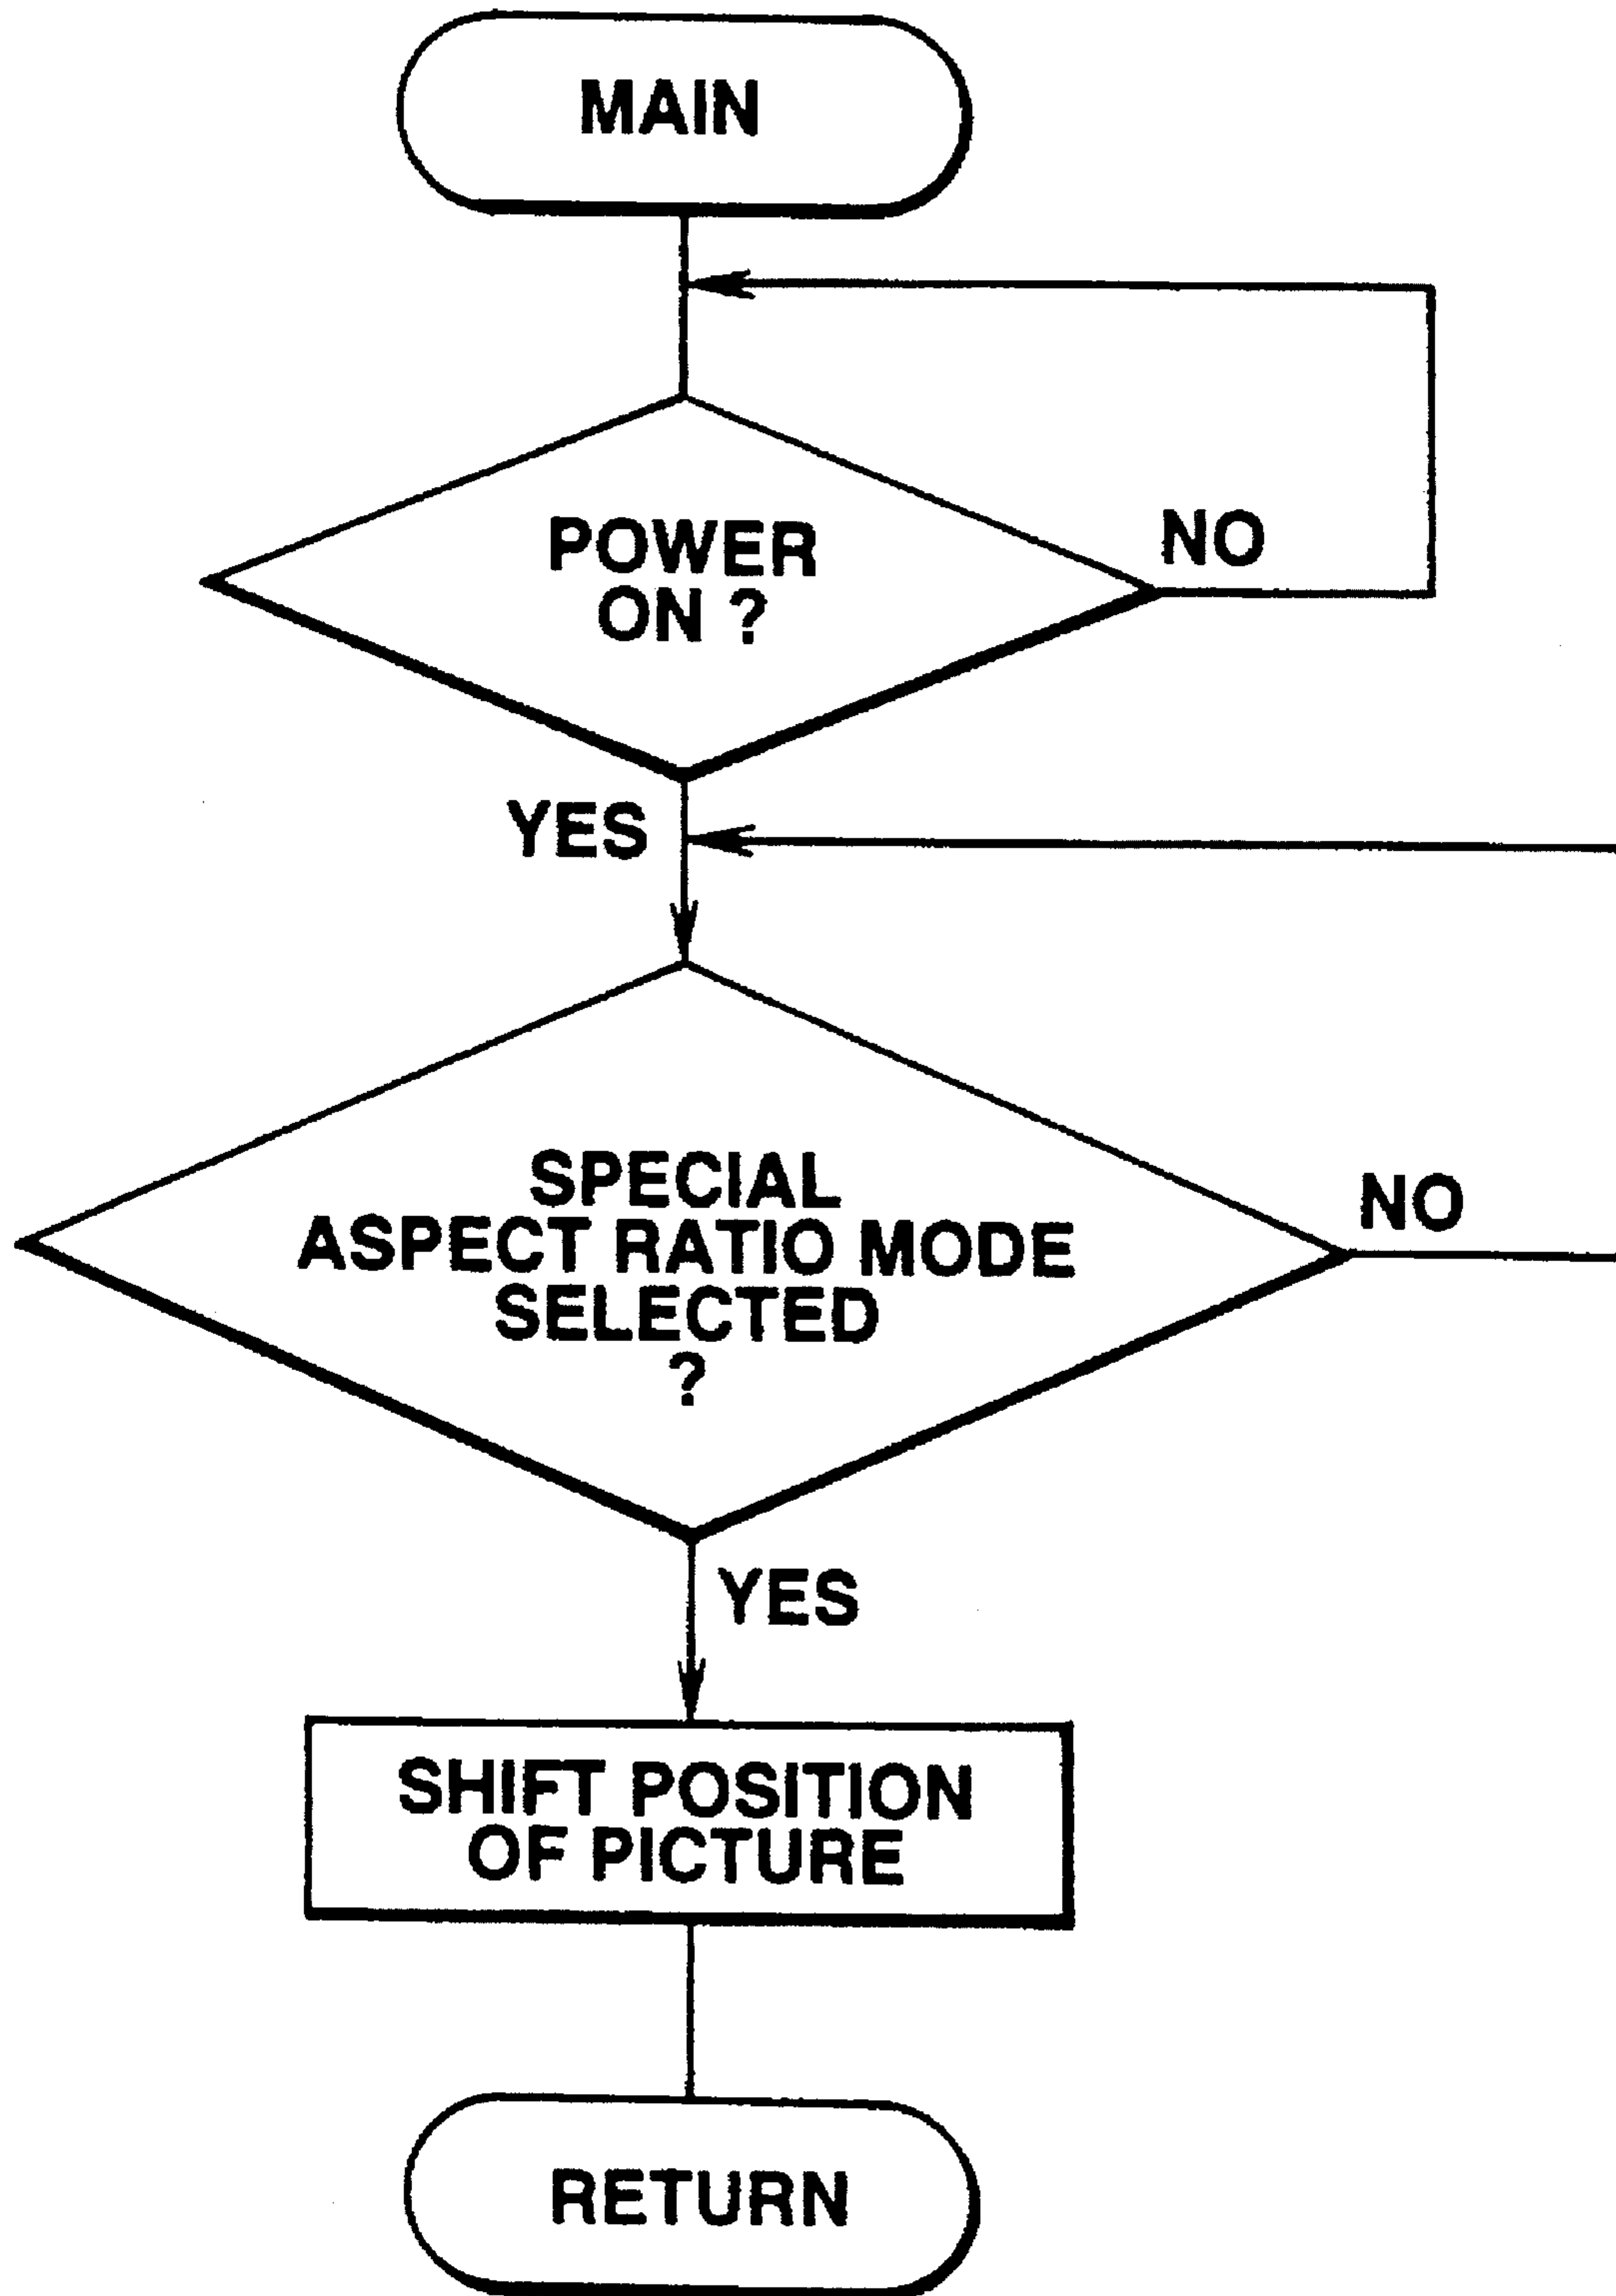 MAIN
POWER
ON ?
NO
YES
SPECIAL
ASPECT RATIO MODE
SELECTED
?
NO
YES
SHIFT POSITION
OF PICTURE
RETURN